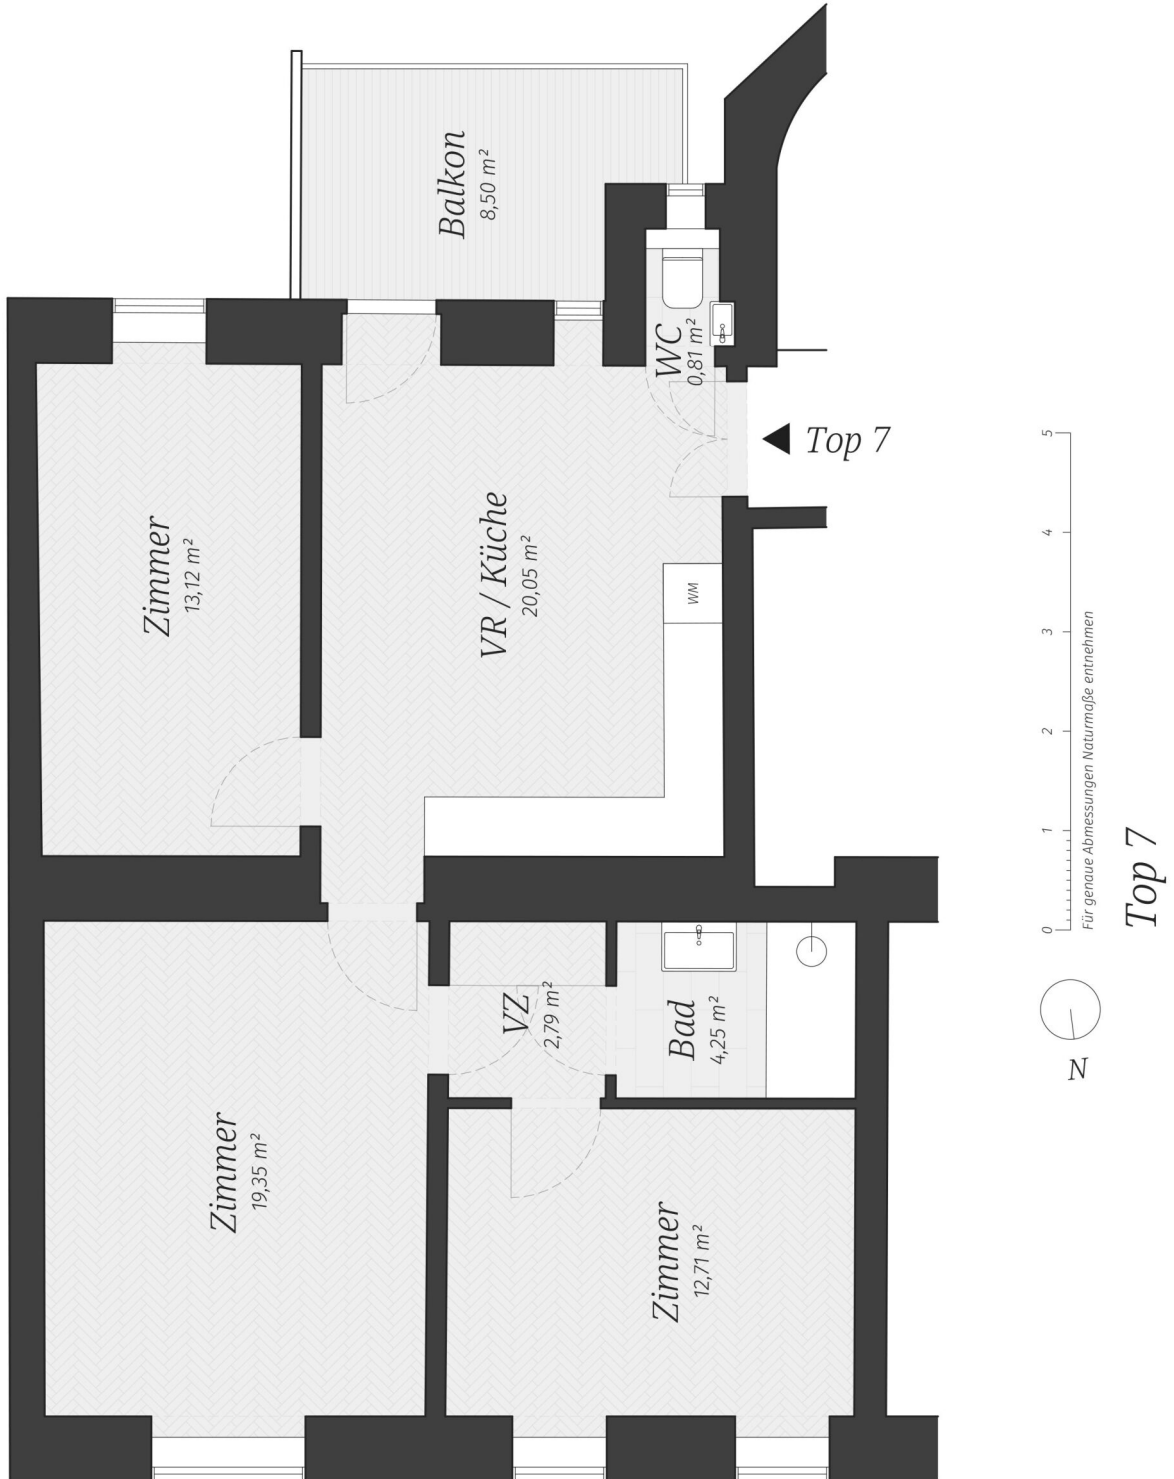 Balkon
8,50 m²
WC
0,81 m²
Top 7
Zimmer
13,12 m²
VR / Küche
20,05 m²
WM
VZ
2,79 m²
Bad
4,25 m²
Zimmer
19,35 m²
Zimmer
12,71 m²
0 1 2 3 4 5
Für genaue Abmessungen Naturmaße entnehmen
N
Top 7